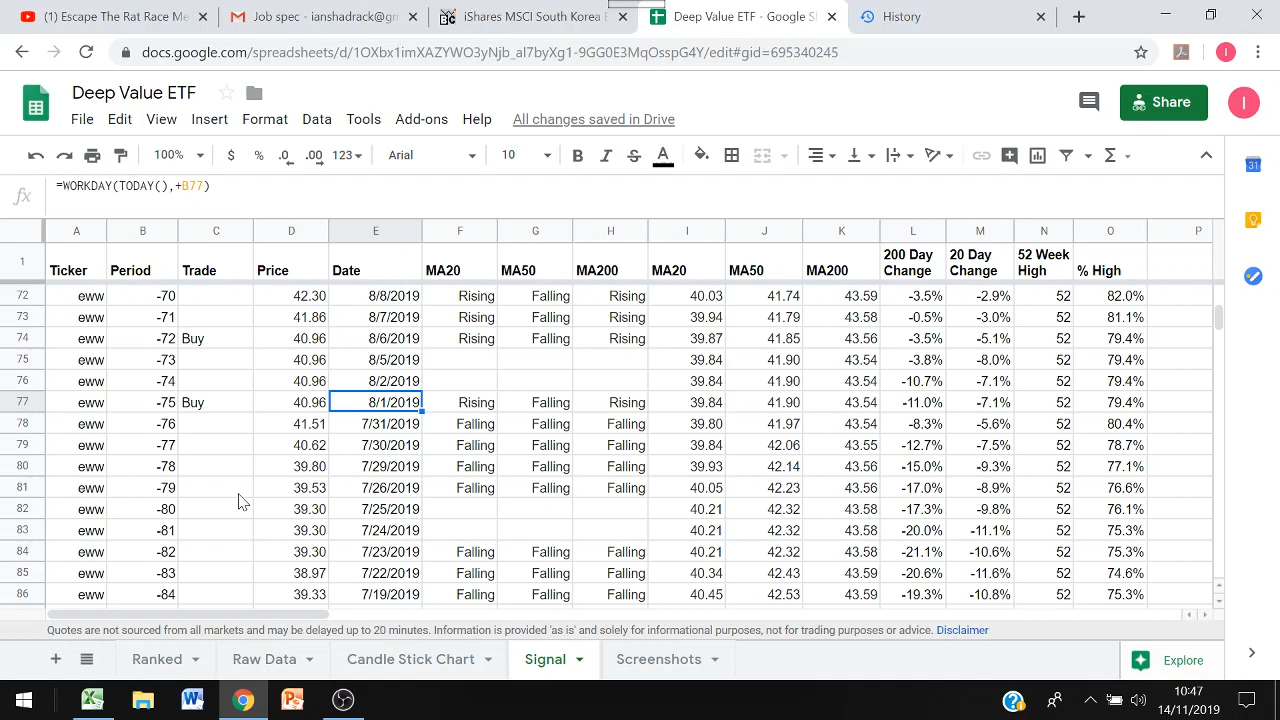 Escape The Rat Race Me
Job spec - ianshadrack@
iShares MSCI South Korea
Deep Value ETF - Google S
History
docs.google.com/spreadsheets/d/1OXbx1imXAZYWO3yNjb_al7byXg1-9GG0E3MqOsspG4Y/edit#gid=695340201
Deep Value ETF
Share
File Edit View Insert Format Data Tools Add-ons Help All changes saved in Drive
100% $ % .0 .00 123 Arial 10 B I S A
fx =WORKDAY(TODAY(),+B77)
A B C D E F G H I J K L M N O P
1 Ticker Period Trade Price Date MA20 MA50 MA200 MA20 MA50 MA200 200 Day Change 20 Day Change 52 Week High % High
72 eww -70 42.30 8/8/2019 Rising Falling Rising 40.03 41.74 43.59 -3.5% -2.9% 52 82.0%
73 eww -71 41.86 8/7/2019 Rising Falling Rising 39.94 41.79 43.58 -0.5% -3.0% 52 81.1%
74 eww -72 Buy 40.96 8/6/2019 Rising Falling Rising 39.87 41.85 43.56 -3.5% -5.1% 52 79.4%
75 eww -73 40.96 8/5/2019 39.84 41.90 43.54 -3.8% -8.0% 52 79.4%
76 eww -74 40.96 8/2/2019 39.84 41.90 43.54 -10.7% -7.1% 52 79.4%
77 eww -75 Buy 40.96 8/1/2019 Rising Falling Rising 39.84 41.90 43.54 -11.0% -7.1% 52 79.4%
78 eww -76 41.51 7/31/2019 Falling Falling Falling 39.80 41.97 43.54 -8.3% -5.6% 52 80.4%
79 eww -77 40.62 7/30/2019 Falling Falling Falling 39.84 42.06 43.55 -12.7% -7.5% 52 78.7%
80 eww -78 39.80 7/29/2019 Falling Falling Falling 39.93 42.14 43.56 -15.0% -9.3% 52 77.1%
81 eww -79 39.53 7/26/2019 Falling Falling Falling 40.05 42.23 43.56 -17.0% -8.9% 52 76.6%
82 eww -80 39.30 7/25/2019 40.21 42.32 43.58 -17.3% -9.8% 52 76.1%
83 eww -81 39.30 7/24/2019 40.21 42.32 43.58 -20.0% -11.1% 52 75.3%
84 eww -82 39.30 7/23/2019 Falling Falling Falling 40.21 42.32 43.58 -21.1% -10.6% 52 75.3%
85 eww -83 38.97 7/22/2019 Falling Falling Falling 40.34 42.43 43.59 -20.6% -11.6% 52 74.6%
86 eww -84 39.33 7/19/2019 Falling Falling Falling 40.45 42.53 43.59 -19.3% -10.8% 52 75.3%
Quotes are not sourced from all markets and may be delayed up to 20 minutes. Information is provided 'as is' and solely for informational purposes, not for trading purposes or advice. Disclaimer
Ranked Raw Data Candle Stick Chart Signal Screenshots Explore
10:47
14/11/2019